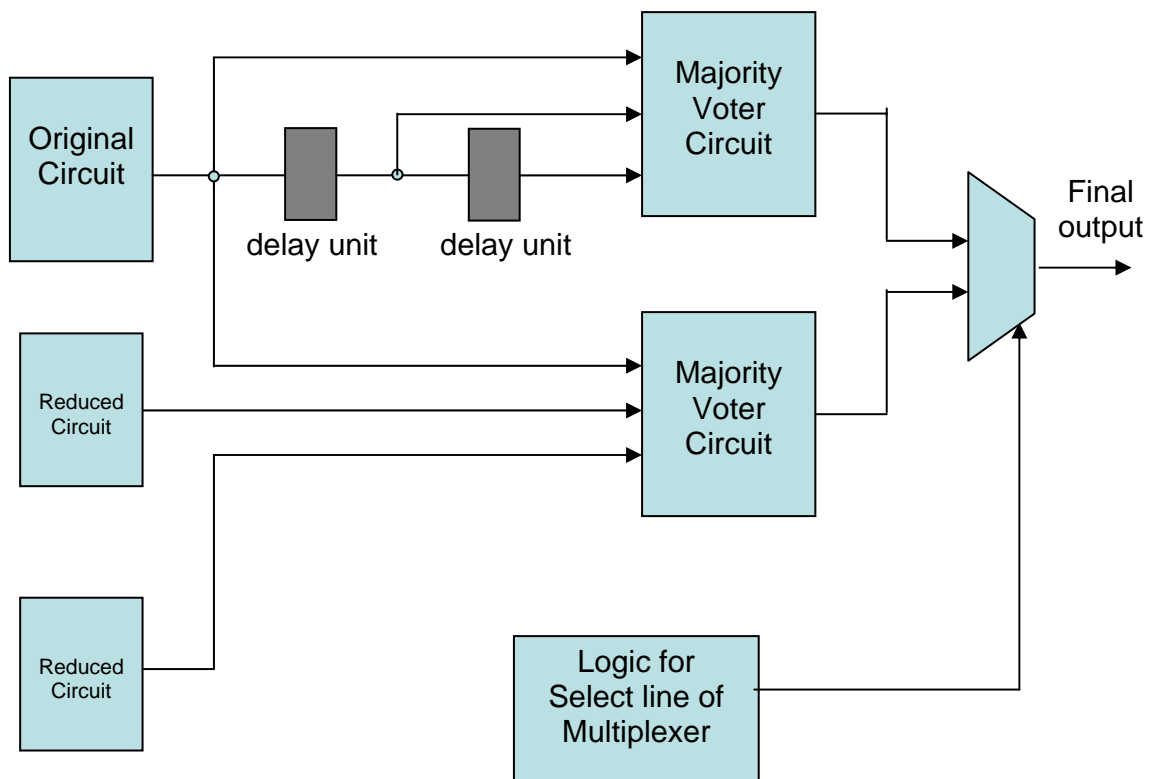 Original
Circuit
delay unit
delay unit
Majority
Voter
Circuit
Final
output
Reduced
Circuit
Majority
Voter
Circuit
Reduced
Circuit
Logic for
Select line of
Multiplexer